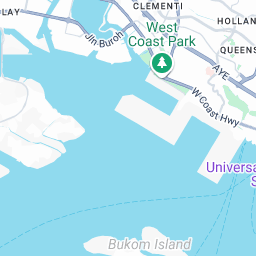 CLEMENTI
HOLLAN
LAY
Jln Buroh
West
Coast Park
QUEENS
AYE
W Coast Hwy
Universa
S
Bukom Island